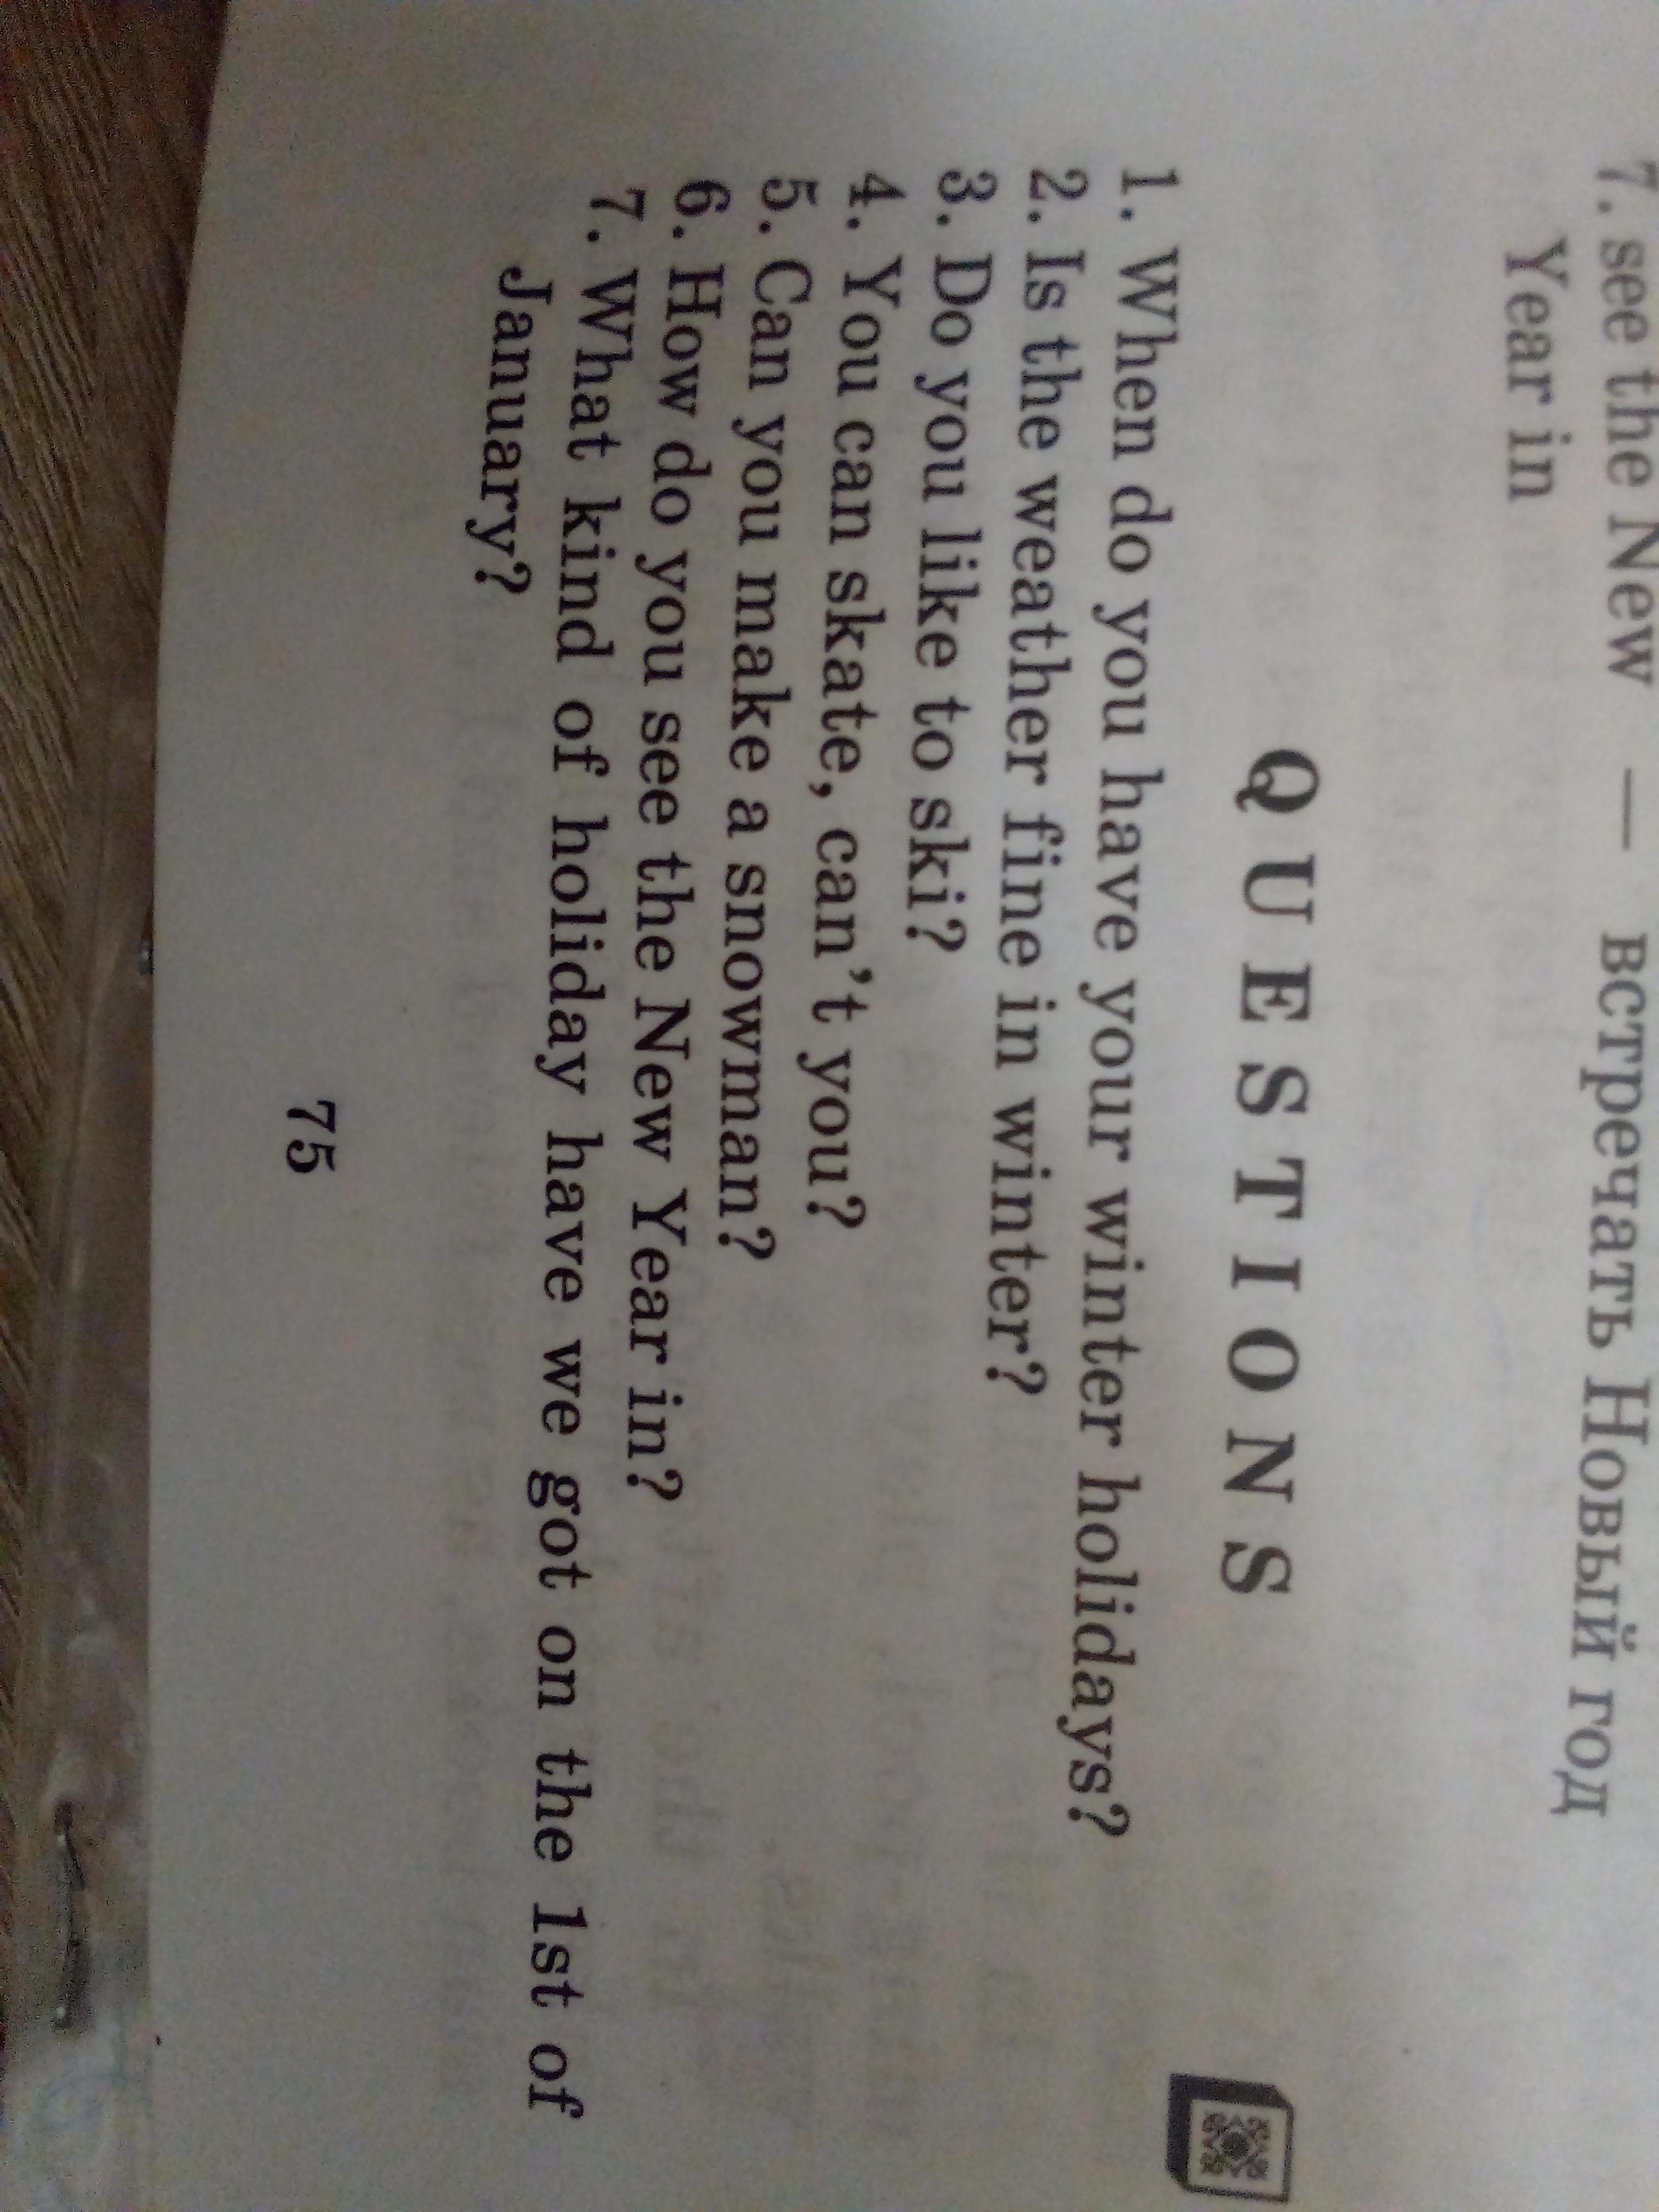 7. see the New — встречать Новый год
Year in
QUESTIONS
1. When do you have your winter holidays?
2. Is the weather fine in winter?
3. Do you like to ski?
4. You can skate, can't you?
5. Can you make a snowman?
6. How do you see the New Year in?
7. What kind of holiday have we got on the 1st of
January?
75